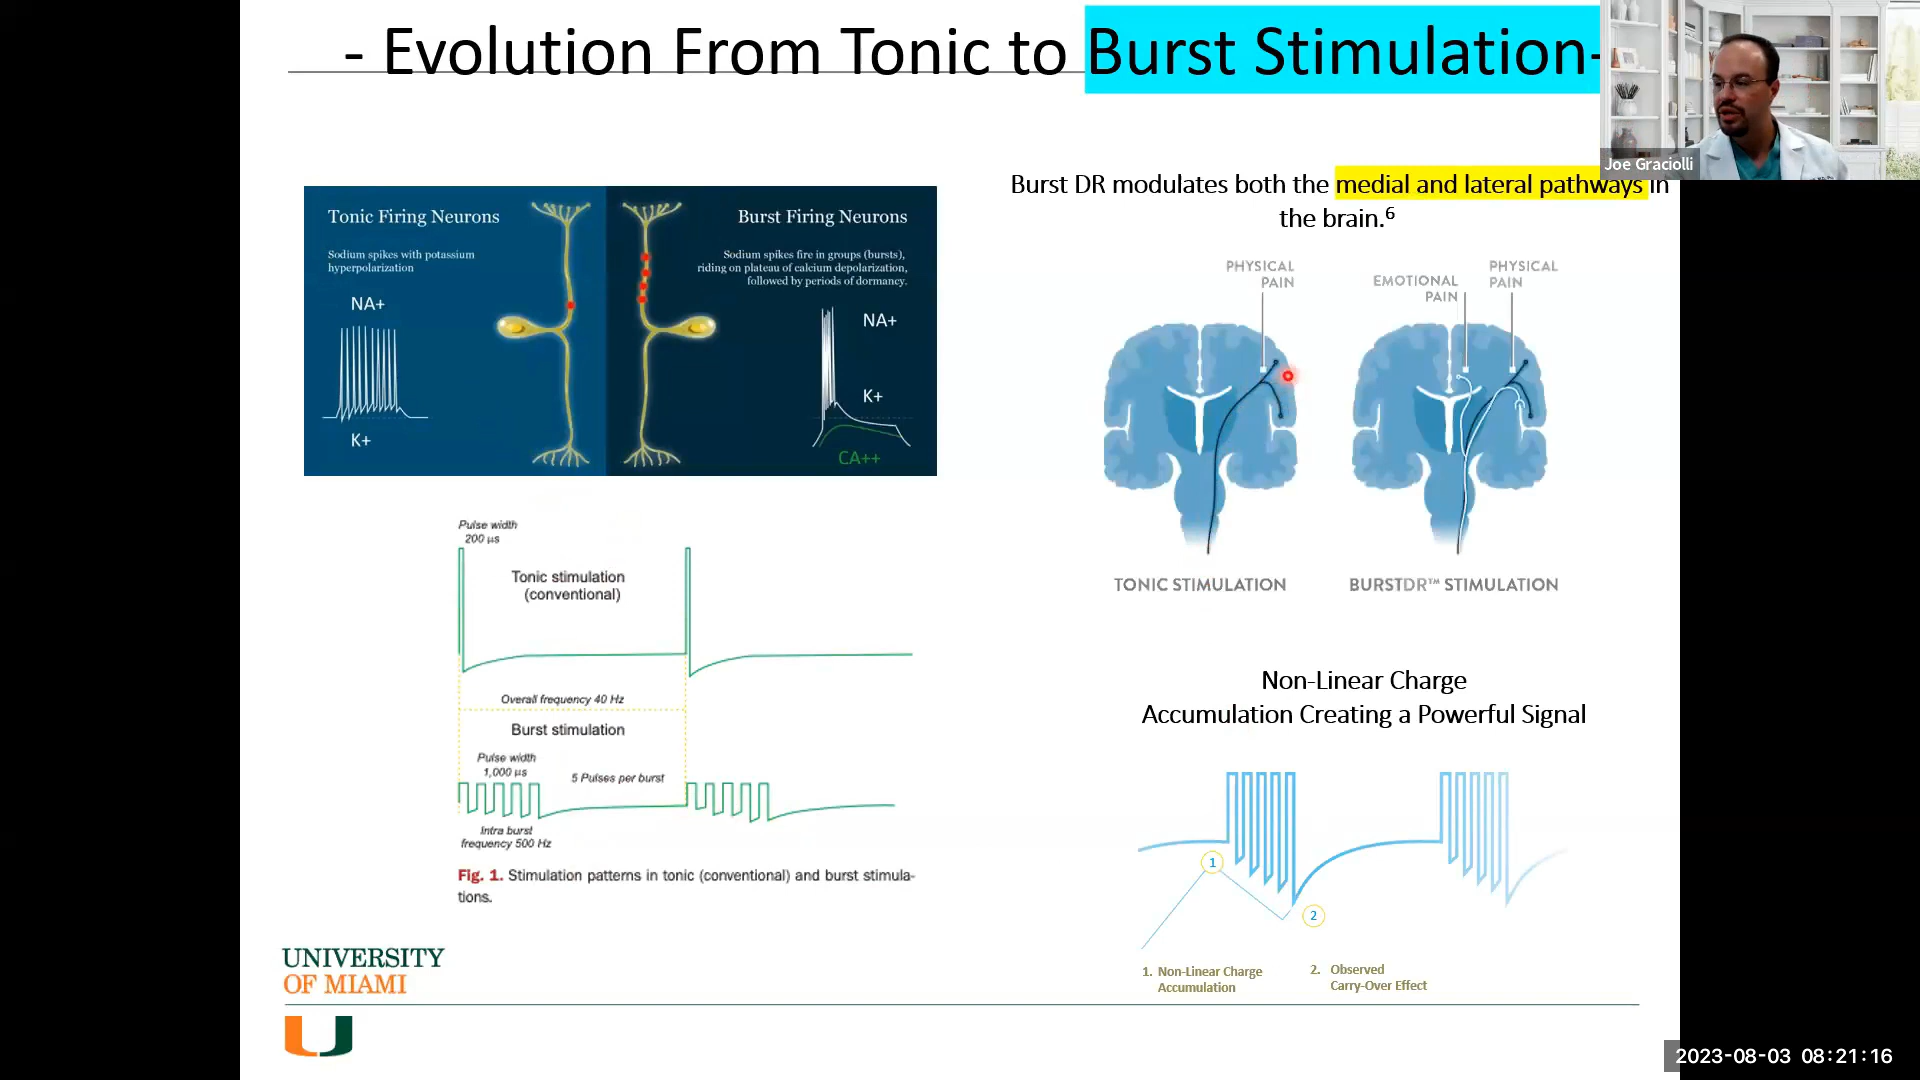 - Evolution From Tonic to Burst Stimulation-
Joe Graciolli
Tonic Firing Neurons
Sodium spikes with potassium
hyperpolarization
NA+
K+
Burst Firing Neurons
Sodium spikes fire in groups (bursts),
riding on plateau of calcium depolarization,
followed by periods of dormancy.
NA+
K+
CA++
Burst DR modulates both the medial and lateral pathways in
the brain.6
PHYSICAL
PAIN
EMOTIONAL
PAIN
PHYSICAL
PAIN
TONIC STIMULATION
BURSTDR™ STIMULATION
Pulse width
200 µs
Tonic stimulation
(conventional)
Overall frequency 40 Hz
Burst stimulation
Pulse width
1,000 µs
5 Pulses per burst
Intra burst
frequency 500 Hz
Fig. 1. Stimulation patterns in tonic (conventional) and burst stimula-
tions.
Non-Linear Charge
Accumulation Creating a Powerful Signal
1
2
1. Non-Linear Charge
Accumulation
2. Observed
Carry-Over Effect
UNIVERSITY
OF MIAMI
2023-08-03 08:21:16